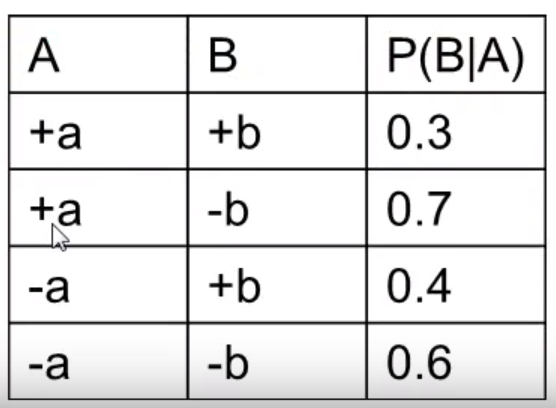 A B P(B|A)
+a +b 0.3
+a -b 0.7
-a +b 0.4
-a -b 0.6